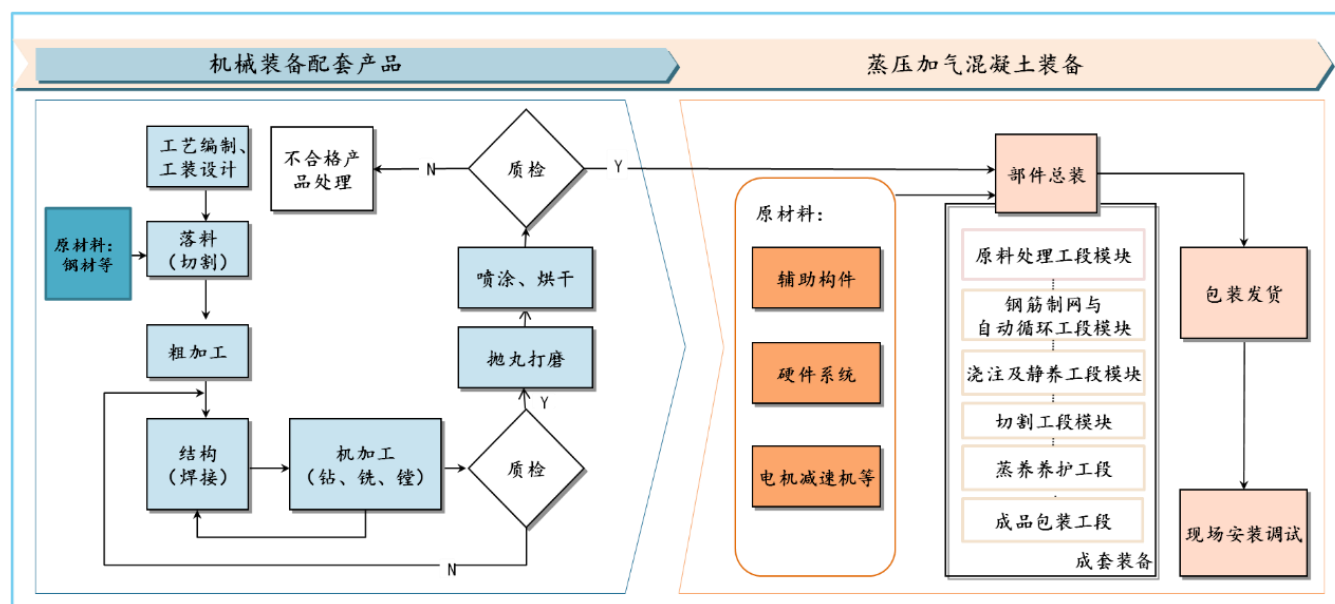 机械装备配套产品
蒸压加气混凝土装备
工艺编制、
工装设计
原材料：
钢材等
落料
（切割）
粗加工
结构
（焊接）
机加工
（钻、铣、镗）
质检
N
Y
抛丸打磨
喷涂、烘干
质检
N
Y
不合格产
品处理
原材料：
辅助构件
硬件系统
电机减速机等
部件总装
原料处理工段模块
钢筋制网与
自动循环工段模块
浇注及静养工段模块
切割工段模块
蒸养养护工段
成品包装工段
成套装备
包装发货
现场安装调试